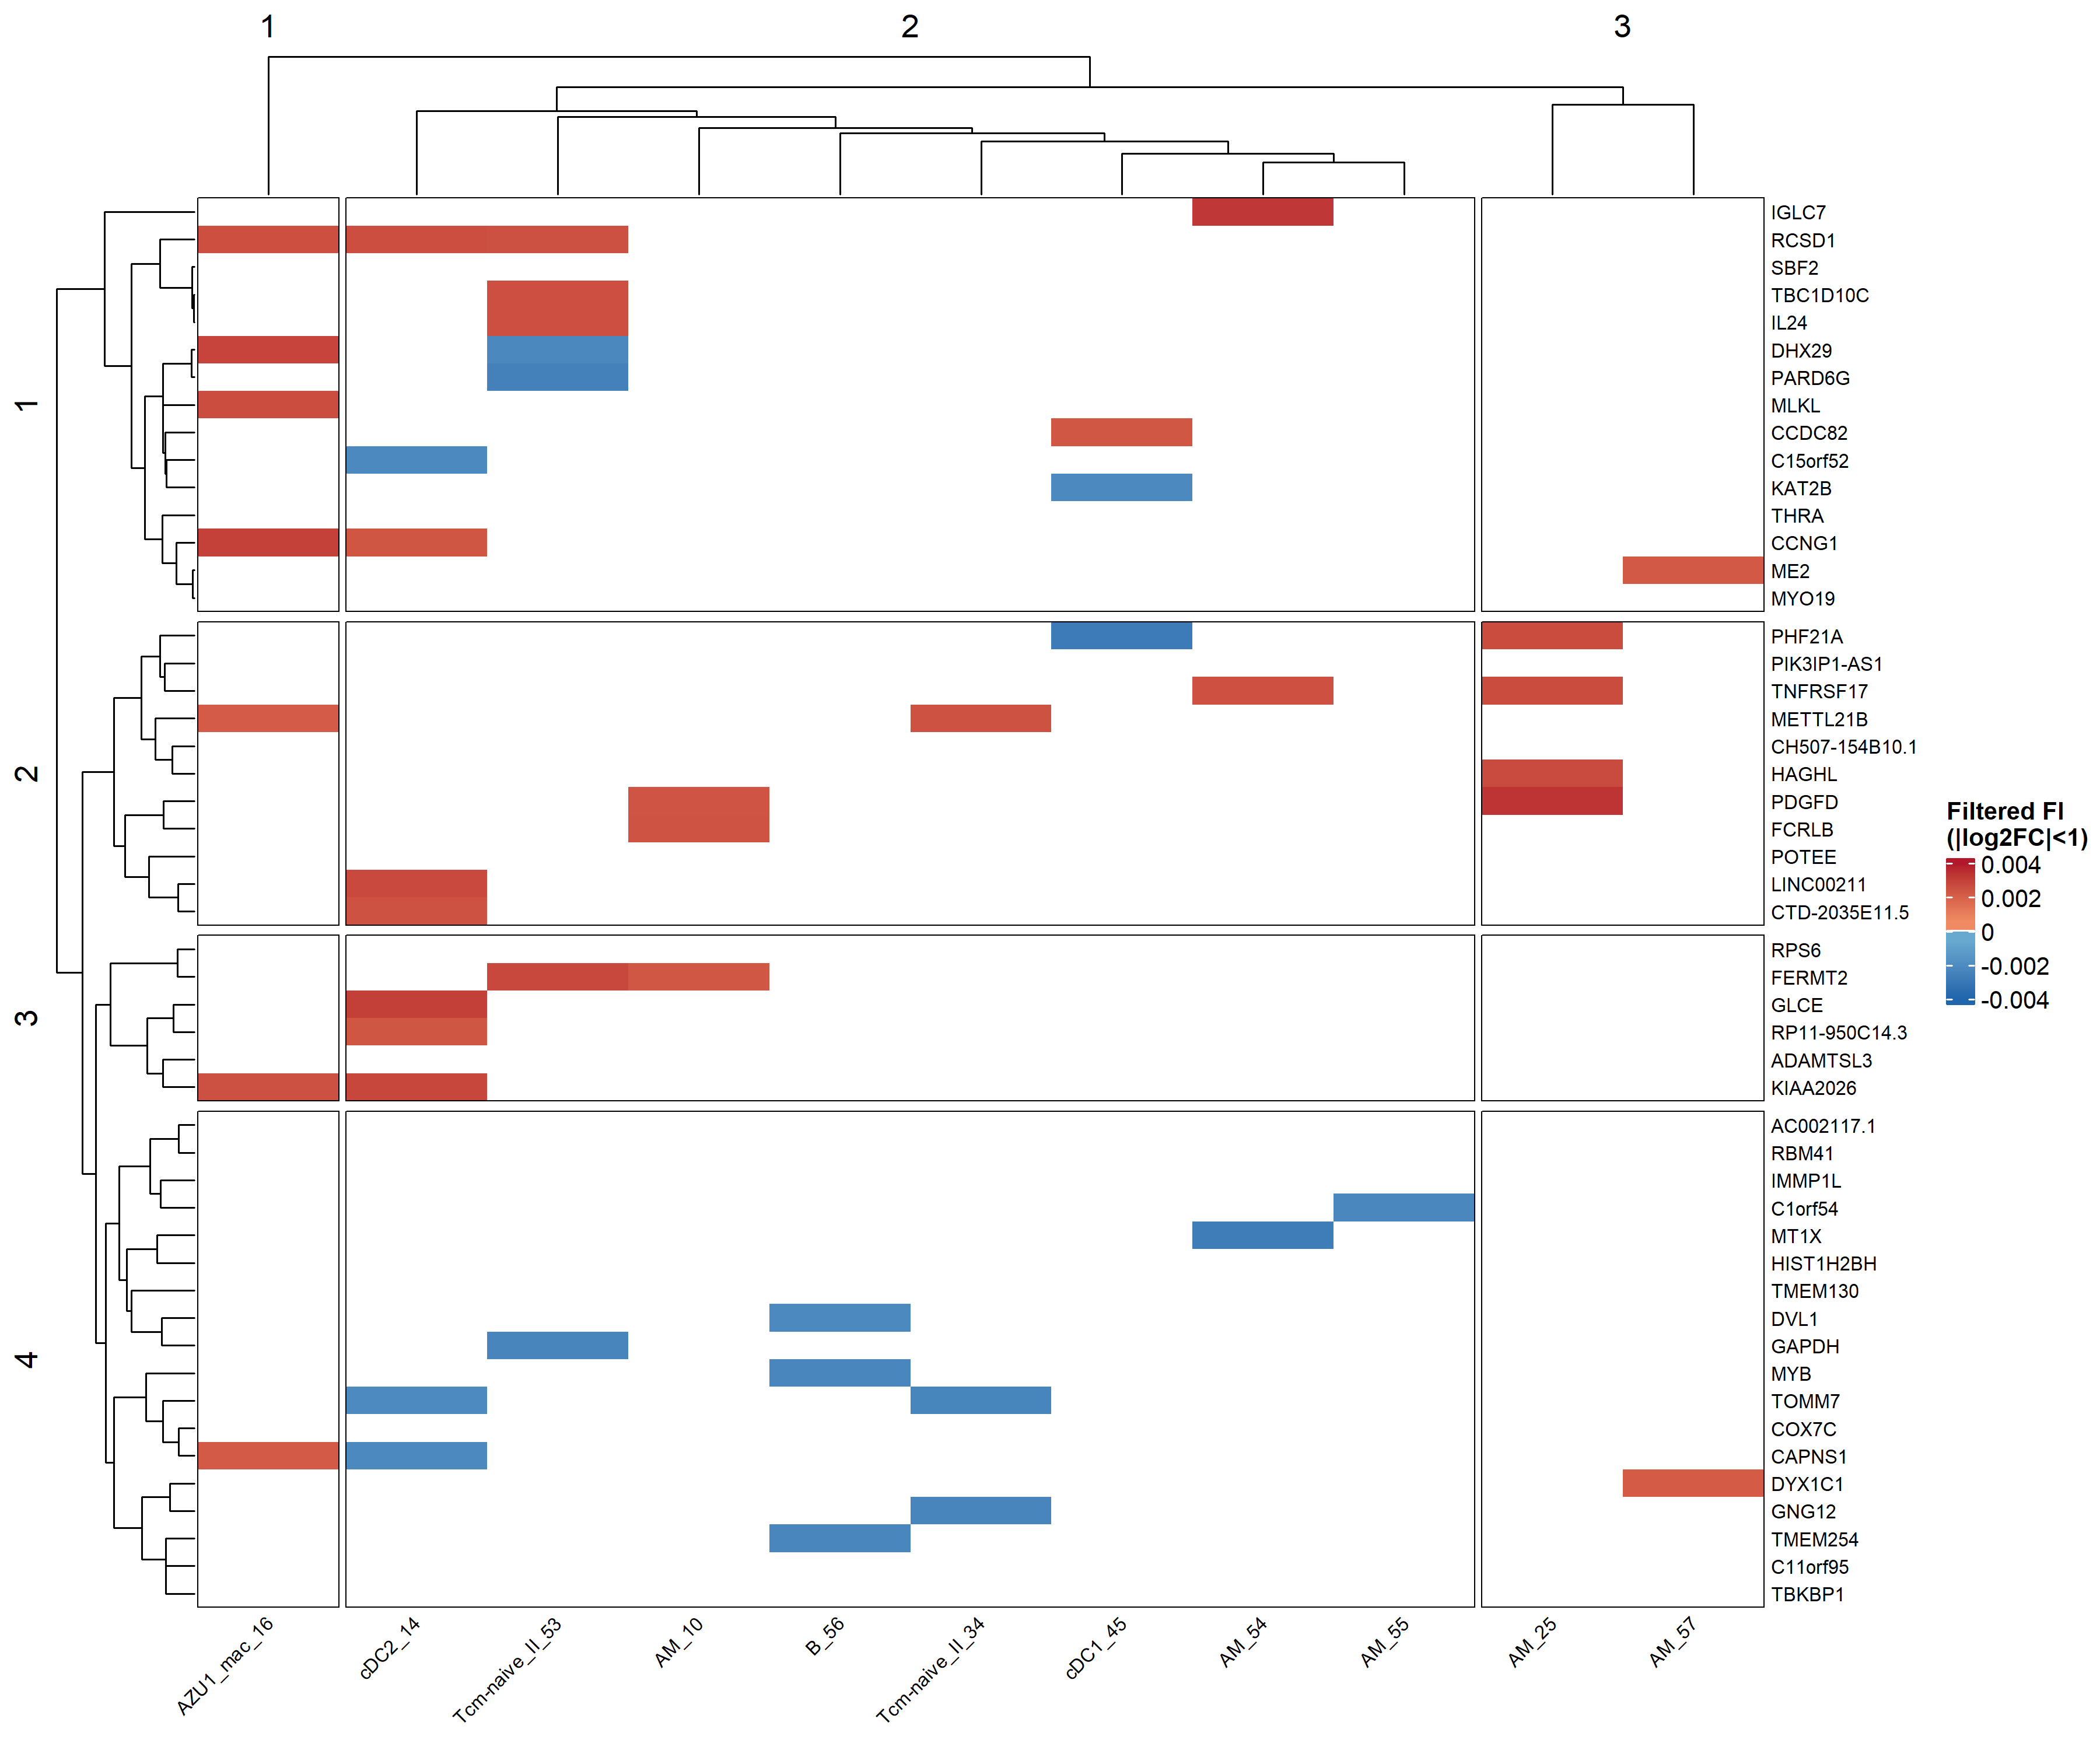 1
2
3
IGLC7
RCSD1
SBF2
TBC1D10C
IL24
DHX29
PARD6G
MLKL
CCDC82
C15orf52
KAT2B
THRA
CCNG1
ME2
MYO19
1
PHF21A
PIK3IP1-AS1
TNFRSF17
METTL21B
CH507-154B10.1
HAGHL
PDGFD
FCRLB
POTEE
LINC00211
CTD-2035E11.5
2
RPS6
FERMT2
GLCE
RP11-950C14.3
ADAMTSL3
KIAA2026
3
AC002117.1
RBM41
IMMP1L
C1orf54
MT1X
HIST1H2BH
TMEM130
DVL1
GAPDH
MYB
TOMM7
COX7C
CAPNS1
DYX1C1
GNG12
TMEM254
C11orf95
TBKBP1
4
Filtered FI
(|log2FC|<1)
0.004
0.002
0
-0.002
-0.004
AZU1_mac_16
cDC2_14
Tcm-naive_II_53
AM_10
B_56
Tcm-naive_II_34
cDC1_45
AM_54
AM_55
AM_25
AM_57